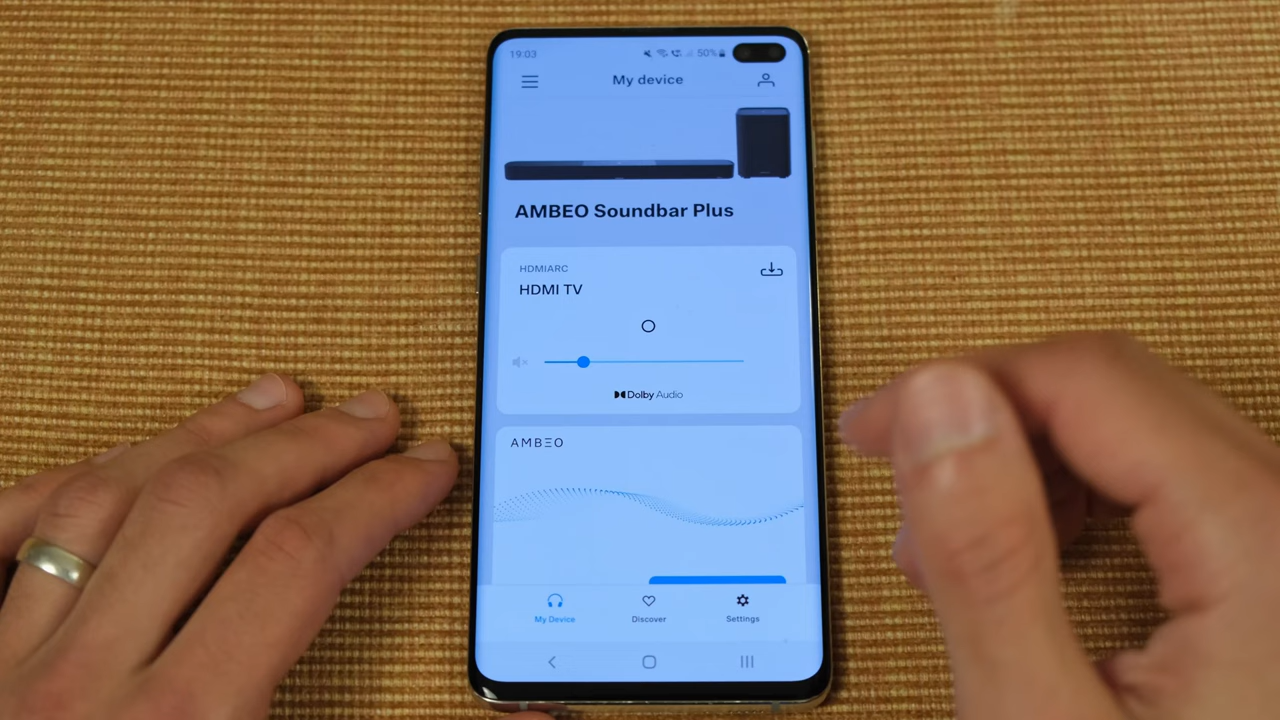 19:03
50%
My device
AMBEO Soundbar Plus
HDMIARC
HDMI TV
Dolby Audio
AMBEO
My Device
Discover
Settings